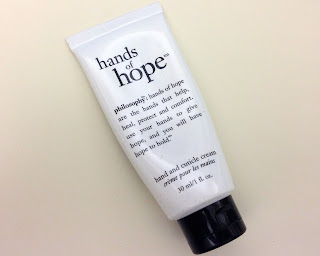 hands
of
hope™
philosophy: hands of hope
are the hands that help,
heal, protect and comfort.
use your hands to give
hope, and you will have
hope to hold.™
hand and cuticle cream
crème pour les mains
30 ml/1 fl. oz.